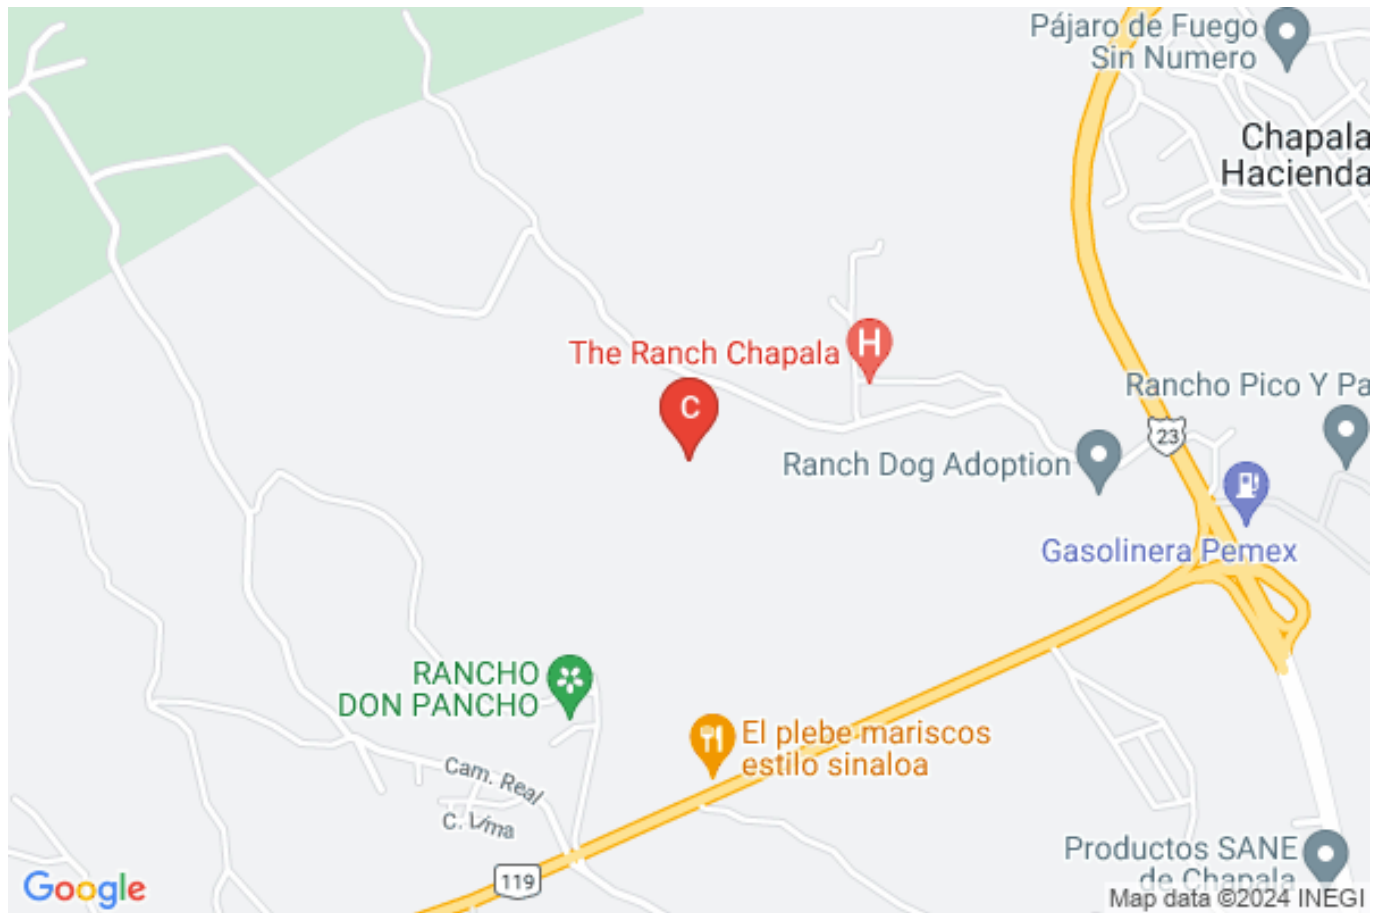 Pájaro de Fuego
Sin Numero
Chapala
Hacienda
The Ranch Chapala
H
C
Rancho Pico Y Pa
23
Ranch Dog Adoption
Gasolinera Pemex
RANCHO
DON PANCHO
El plebe mariscos
estilo sinaloa
Cam. Real
C. Lima
119
Productos SANE
de Chapala
Google
Map data ©2024 INEGI